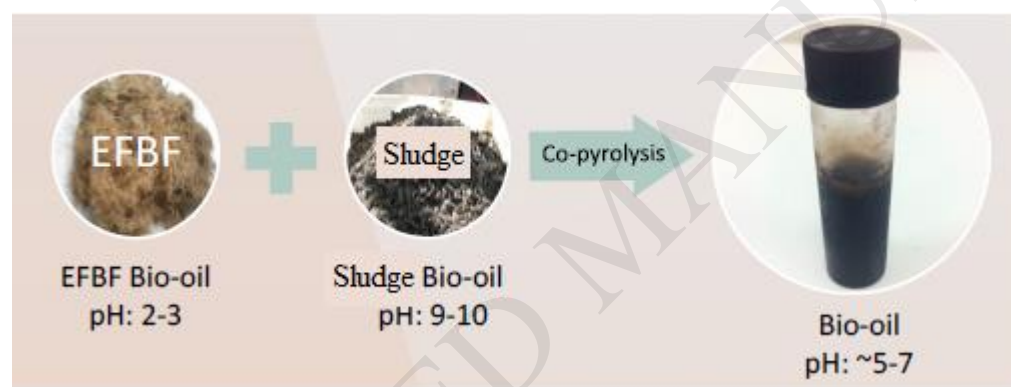 EFBF
Sludge
Co-pyrolysis
EFBF Bio-oil
pH: 2-3
Sludge Bio-oil
pH: 9-10
Bio-oil
pH: ~5-7